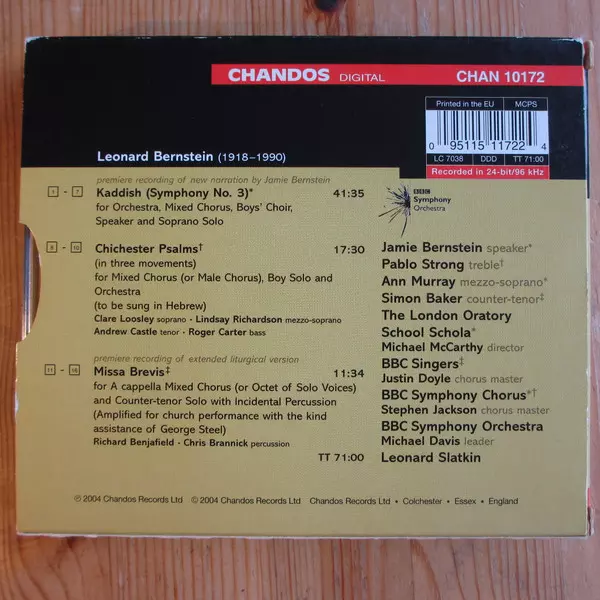 CHANDOS DIGITAL CHAN 10172
Printed in the EU MCPS
0 95115 11722 4
LC 7038 DDD TT 71:00
Recorded in 24-bit/96 kHz
Leonard Bernstein (1918–1990)
premiere recording of new narration by Jamie Bernstein
1 - 7 Kaddish (Symphony No. 3)* 41:35
for Orchestra, Mixed Chorus, Boys' Choir,
Speaker and Soprano Solo
8 - 10 Chichester Psalms† 17:30
(in three movements)
for Mixed Chorus (or Male Chorus), Boy Solo and
Orchestra
(to be sung in Hebrew)
Clare Loosley soprano · Lindsay Richardson mezzo-soprano
Andrew Castle tenor · Roger Carter bass
premiere recording of extended liturgical version
11 - 16 Missa Brevis‡ 11:34
for A cappella Mixed Chorus (or Octet of Solo Voices)
and Counter-tenor Solo with Incidental Percussion
(Amplified for church performance with the kind
assistance of George Steel)
Richard Benjafield · Chris Brannick percussion
TT 71:00
BBC
Symphony
Orchestra
Jamie Bernstein speaker*
Pablo Strong treble†
Ann Murray mezzo-soprano*
Simon Baker counter-tenor‡
The London Oratory
School Schola*
Michael McCarthy director
BBC Singers‡
Justin Doyle chorus master
BBC Symphony Chorus*†
Stephen Jackson chorus master
BBC Symphony Orchestra
Michael Davis leader
Leonard Slatkin
℗ 2004 Chandos Records Ltd © 2004 Chandos Records Ltd Chandos Records Ltd • Colchester • Essex • England